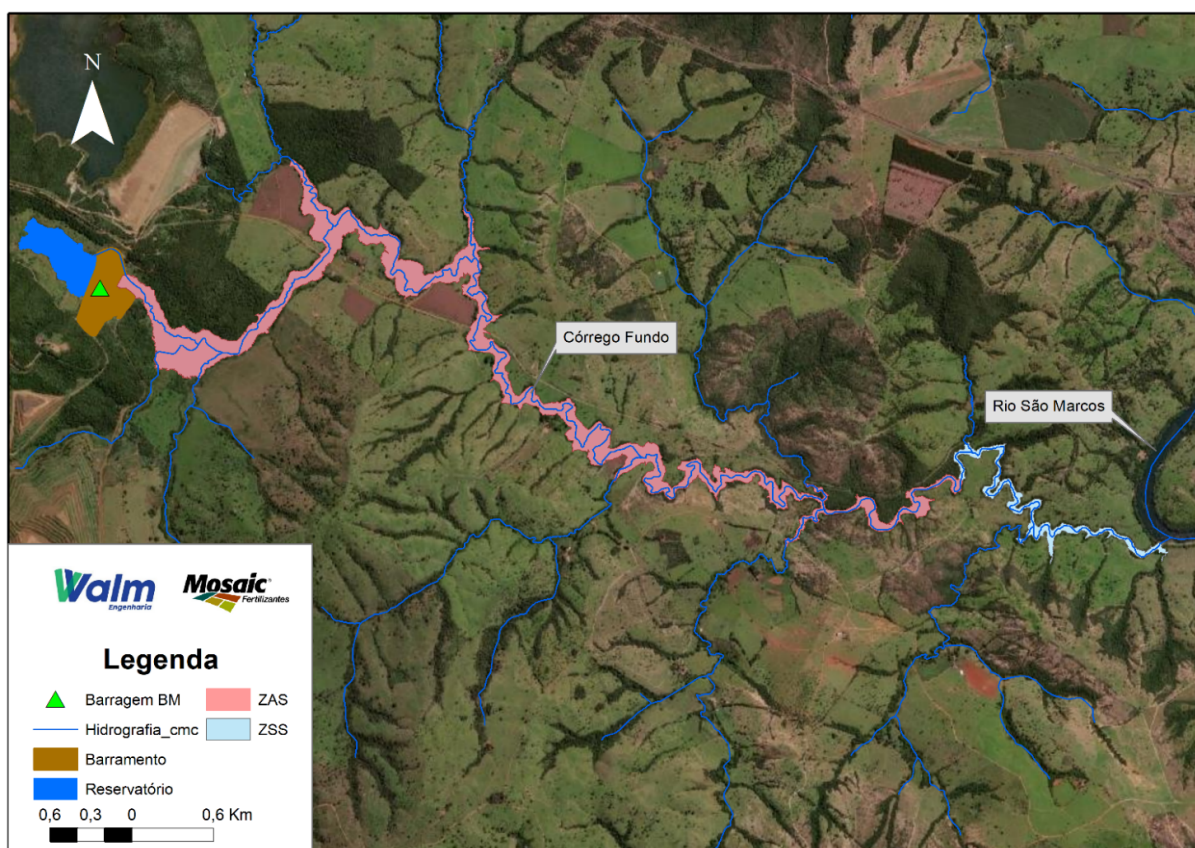 N
Córrego Fundo
Rio São Marcos
Walm
Engenharia
Mosaic®
Fertilizantes
Legenda
Barragem BM
ZAS
Hidrografia_cmc
ZSS
Barramento
Reservatório
0,6 0,3 0 0,6 Km